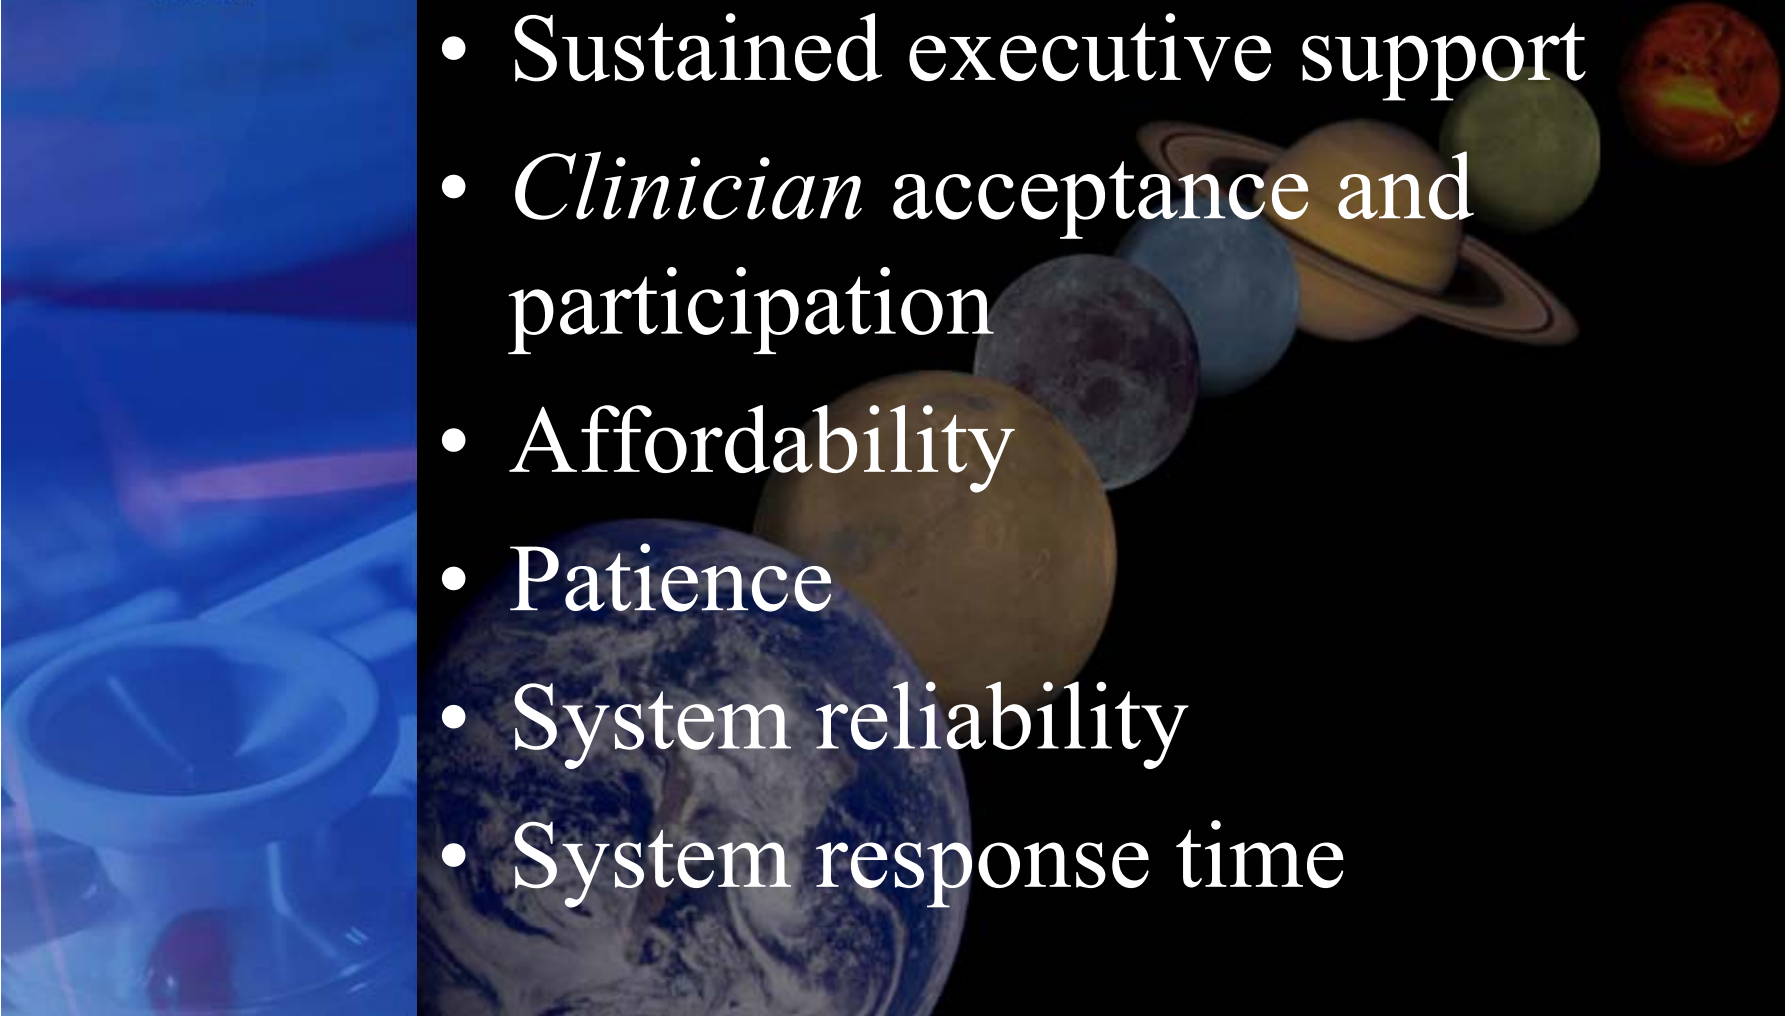 • Sustained executive support
• Clinician acceptance and
participation
• Affordability
• Patience
• System reliability
• System response time